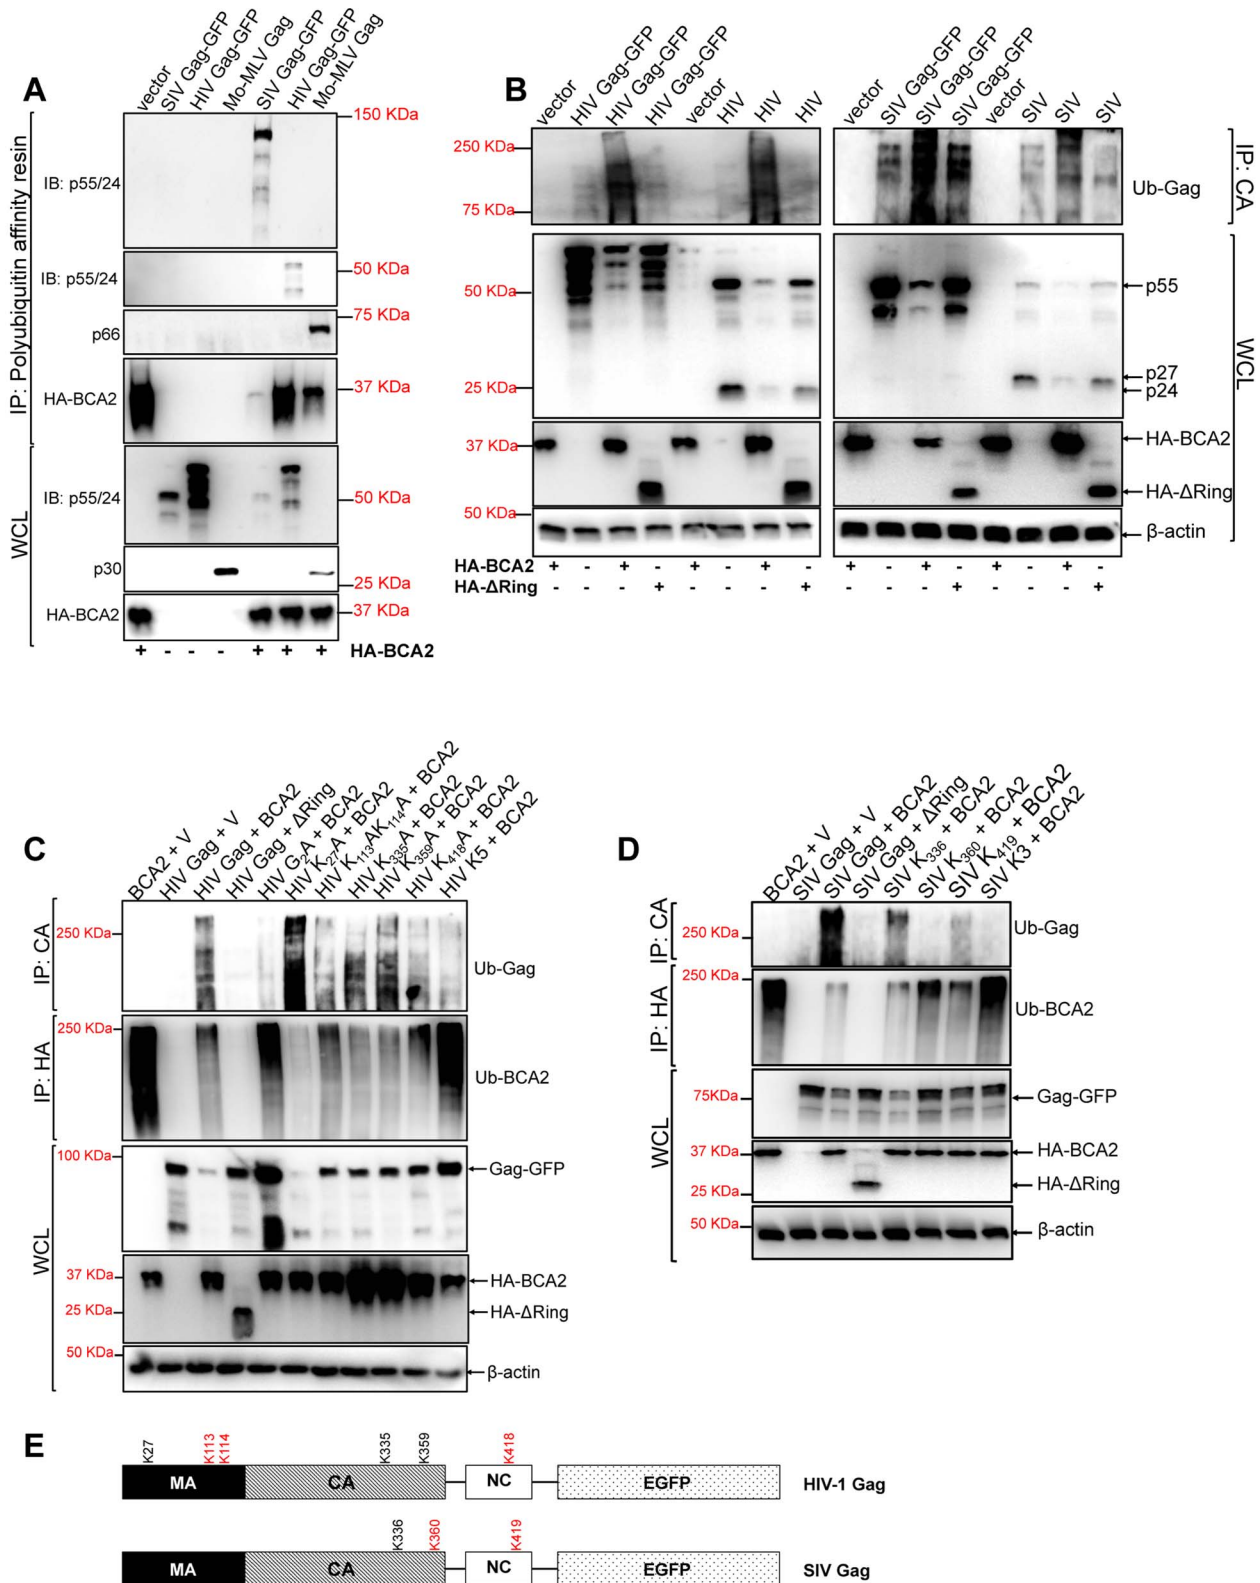 A
vector
SIV Gag-GFP
HIV Gag-GFP
Mo-MLV Gag
SIV Gag-GFP
HIV Gag-GFP
Mo-MLV Gag
IP: Polyubiquitin affinity resin
IB: p55/24
150 KDa
IB: p55/24
50 KDa
p66
75 KDa
HA-BCA2
37 KDa
WCL
IB: p55/24
50 KDa
p30
25 KDa
HA-BCA2
37 KDa
+ - - - + + +
HA-BCA2
B
vector
HIV Gag-GFP
HIV Gag-GFP
HIV Gag-GFP
vector
HIV
HIV
HIV
vector
SIV Gag-GFP
SIV Gag-GFP
SIV Gag-GFP
vector
SIV
SIV
SIV
250 KDa
75 KDa
Ub-Gag
IP: CA
50 KDa
25 KDa
p55
p27
p24
WCL
37 KDa
HA-BCA2
HA-ΔRing
50 KDa
β-actin
HA-BCA2 + - + - + - + - + - + - + - + -
HA-ΔRing - - - + - - - + - - - + - - - +
C
BCA2 + V
HIV Gag + V
HIV Gag + BCA2
HIV Gag + ΔRing
HIV G2A + BCA2
HIV K27A + BCA2
HIV K113AK114A + BCA2
HIV K335A + BCA2
HIV K359A + BCA2
HIV K418A + BCA2
HIV K5 + BCA2
IP: CA
250 KDa
Ub-Gag
IP: HA
250 KDa
Ub-BCA2
WCL
100 KDa
Gag-GFP
37 KDa
HA-BCA2
25 KDa
HA-ΔRing
50 KDa
β-actin
D
BCA2 + V
SIV Gag + V
SIV Gag + BCA2
SIV Gag + ΔRing
SIV K336 + BCA2
SIV K360 + BCA2
SIV K419 + BCA2
SIV K3 + BCA2
IP: CA
250 KDa
Ub-Gag
IP: HA
250 KDa
Ub-BCA2
WCL
75KDa
Gag-GFP
37 KDa
HA-BCA2
25 KDa
HA-ΔRing
50 KDa
β-actin
E
K27
K113
K114
K335
K359
K418
MA
CA
NC
EGFP
HIV-1 Gag
K336
K360
K419
MA
CA
NC
EGFP
SIV Gag